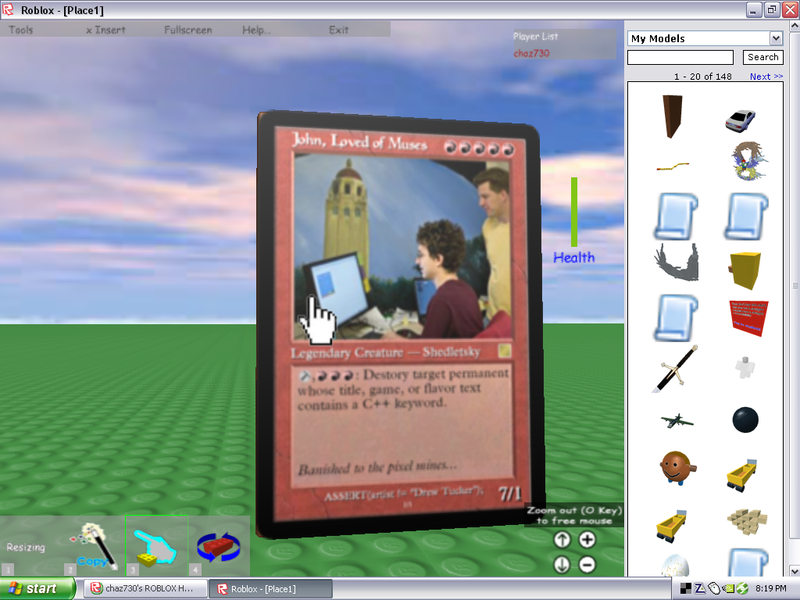 Roblox - [Place1]
Tools x Insert Fullscreen Help... Exit
Player List
chaz730
My Models
Search
1 - 20 of 148 Next >>
John, Loved of Muses
Health
Legendary Creature — Shedletsky
: Destory target permanent
whose title, game, or flavor text
contains a C++ keyword.
Banished to the pixel mines...
ASSERT(artist != "Drew Tucker");
7/1
Zoom out (O Key)
to free mouse
Resizing
Copy
1 2 3 4
start
chaz730's ROBLOX H...
Roblox - [Place1]
8:19 PM